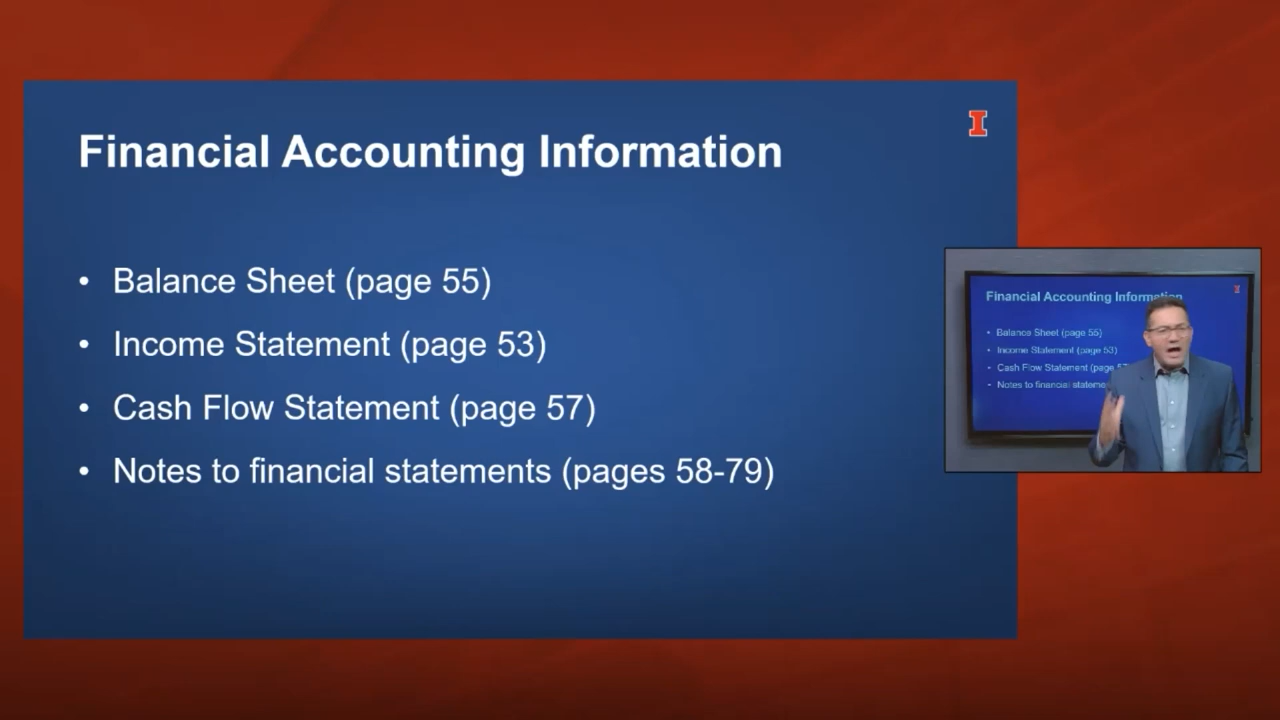 Financial Accounting Information
• Balance Sheet (page 55)
• Income Statement (page 53)
• Cash Flow Statement (page 57)
• Notes to financial statements (pages 58-79)
I
Financial Accounting Information
• Balance Sheet (page 55)
• Income Statement (page 53)
• Cash Flow Statement (page
• Notes to financial stateme
I